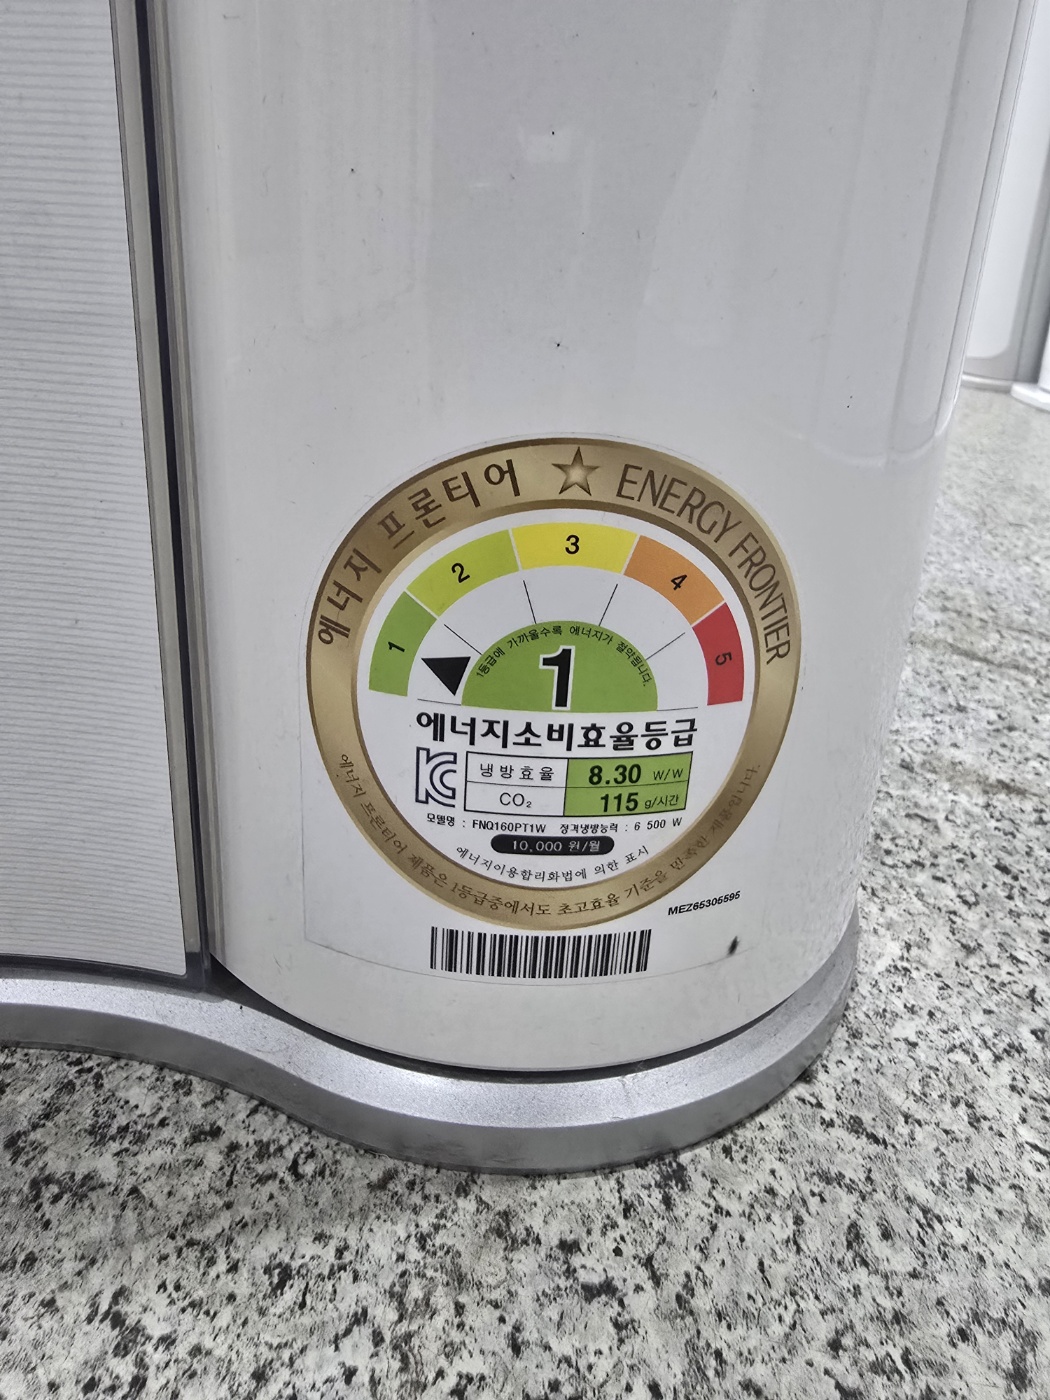 에너지 프론티어 ★ ENERGY FRONTIER
1
2
3
4
5
1등급에 가까울수록 에너지가 절약됩니다.
1
에너지소비효율등급
냉방효율 8.30 W/W
CO₂ 115 g/시간
모델명 : FNQ160PT1W 정격냉방능력 : 6 500 W
10,000 원/월
에너지이용합리화법에 의한 표시
에너지 프론티어 제품은 1등급중에서도 초고효율 기준을 만족한 제품입니다.
MEZ65305595